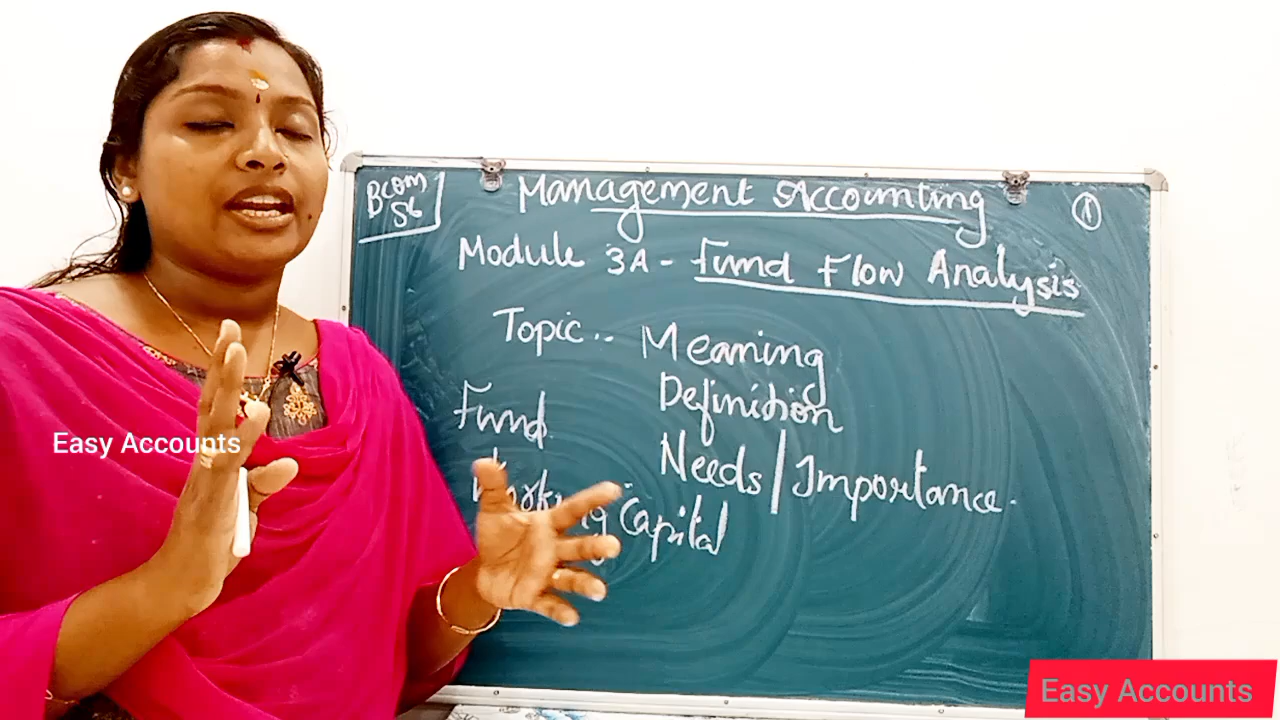 BCom
S6
Management Accounting
1
Module 3A - Fund Flow Analysis
Topic.. Meaning
Definition
Needs/Importance.
Fund
Working Capital
Easy Accounts
Easy Accounts